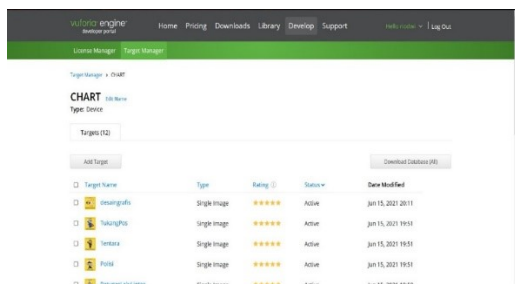 vuforia engine
developer portal
Home Pricing Downloads Library Develop Support
Log Out
License Manager Target Manager
Target Manager > CHART
CHART Edit Name
Type: Device
Targets (12)
Add Target
Download Database (All)
Target Name Type Rating Status Date Modified
desaingrafis Single Image Active Jun 15, 2021 20:11
TukangPos Single Image Active Jun 15, 2021 19:51
Tentara Single Image Active Jun 15, 2021 19:51
Polisi Single Image Active Jun 15, 2021 19:51